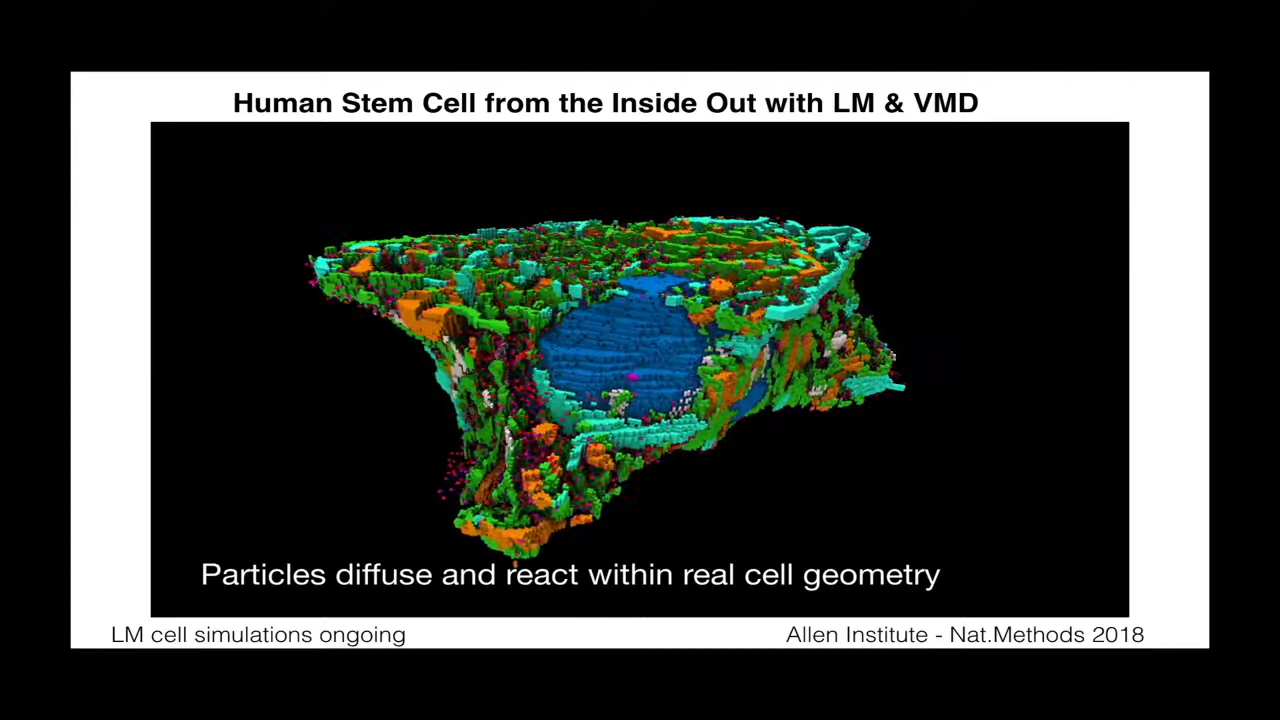 Human Stem Cell from the Inside Out with LM & VMD
Particles diffuse and react within real cell geometry
LM cell simulations ongoing
Allen Institute - Nat.Methods 2018